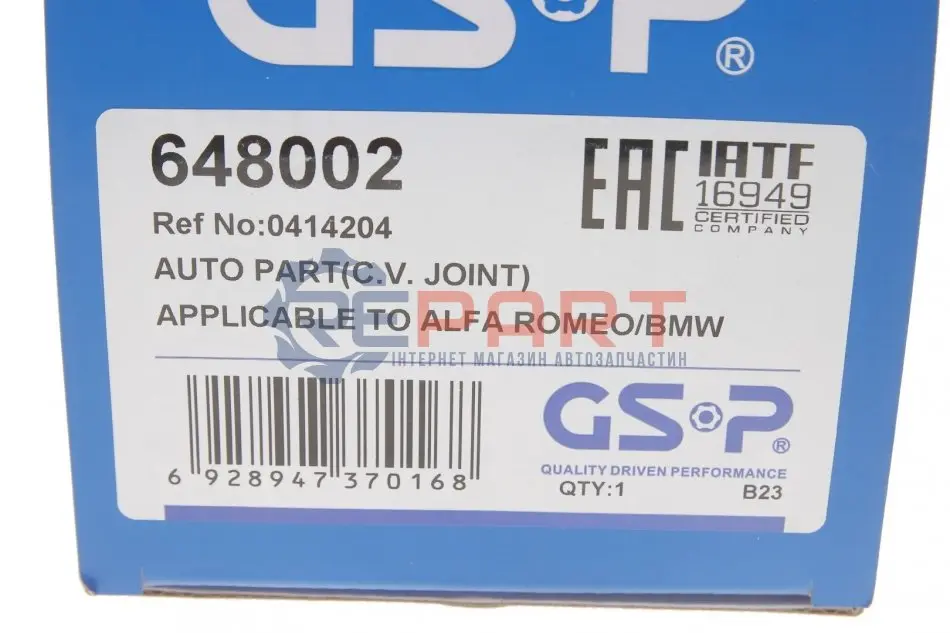 GSP®
648002
Ref No:0414204
AUTO PART(C.V. JOINT)
APPLICABLE TO ALFA ROMEO/BMW
EAC
IATF
16949
CERTIFIED
COMPANY
REPART
ІНТЕРНЕТ МАГАЗИН АВТОЗАПЧАСТИН
6 928947 370168
GSP®
QUALITY DRIVEN PERFORMANCE
QTY:1 B23